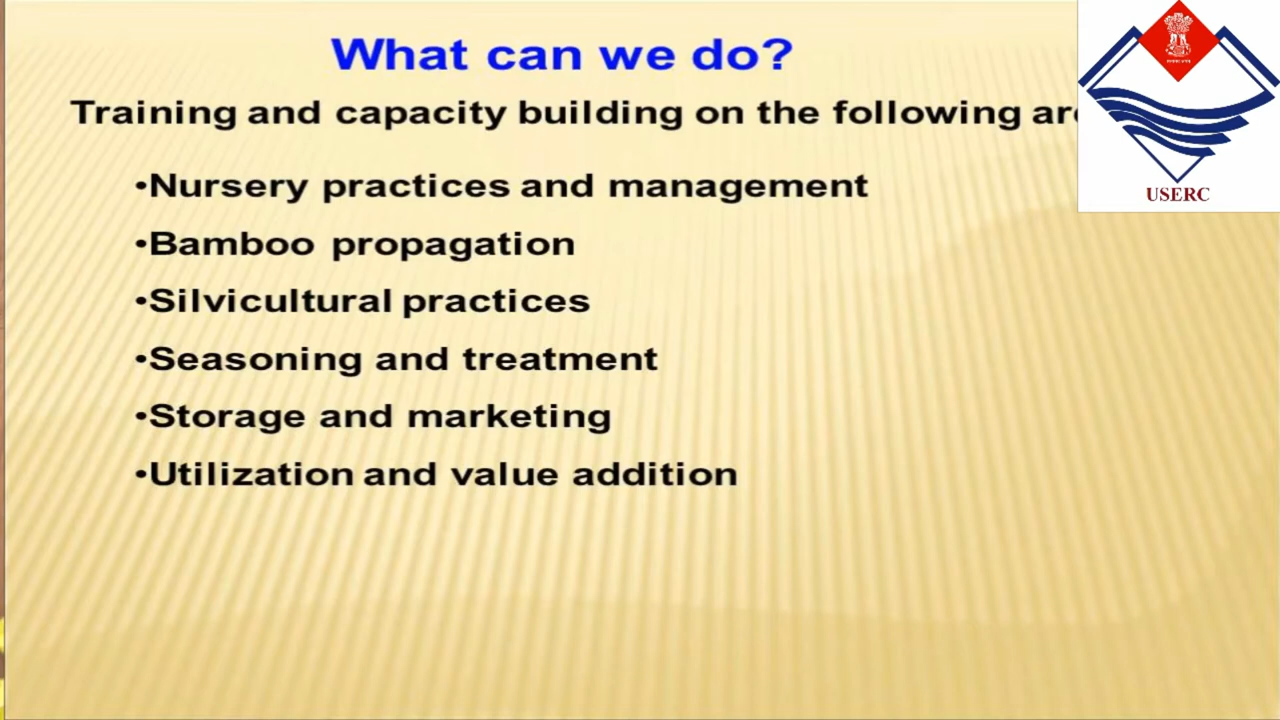 What can we do?
Training and capacity building on the following
•Nursery practices and management
•Bamboo propagation
•Silvicultural practices
•Seasoning and treatment
•Storage and marketing
•Utilization and value addition
USERC